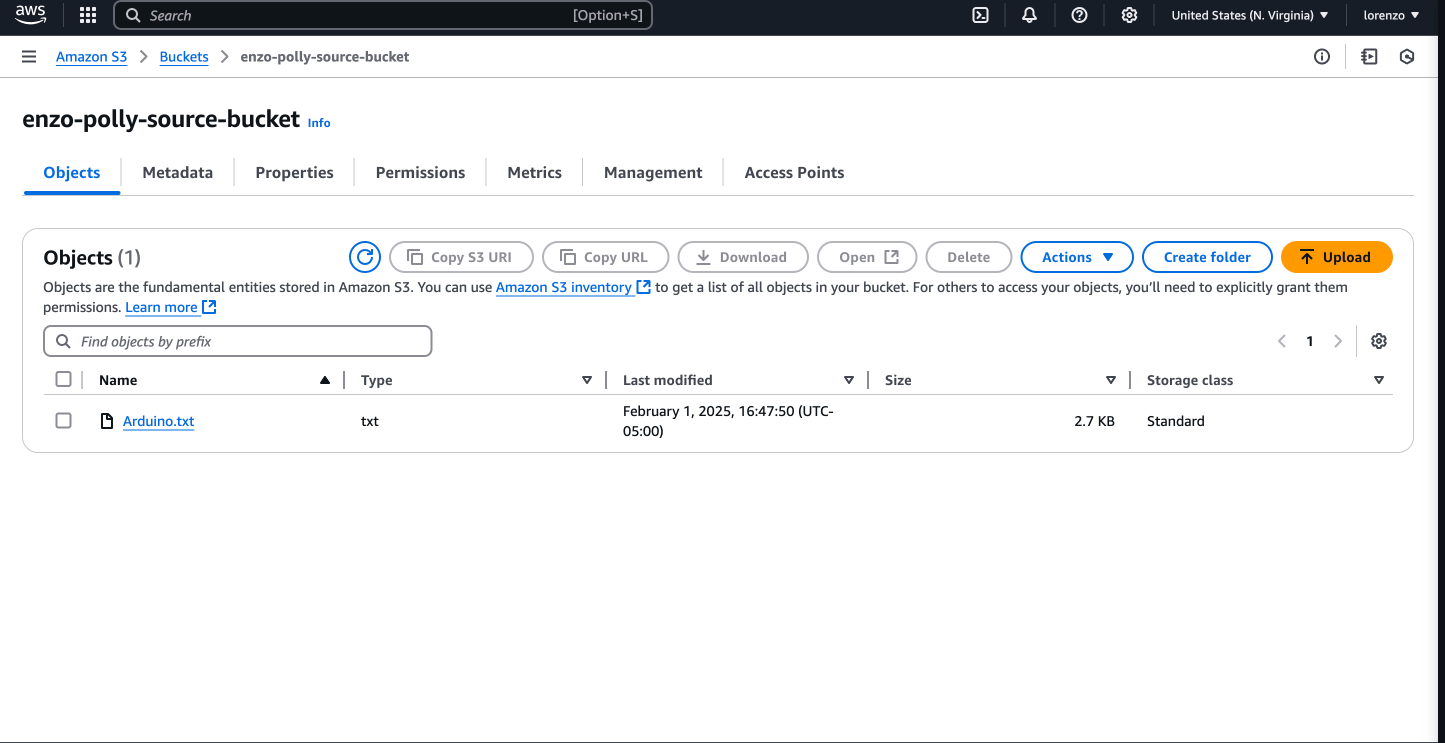 aws Search [Option+S] United States (N. Virginia) lorenzo
Amazon S3 Buckets enzo-polly-source-bucket
enzo-polly-source-bucket Info
Objects Metadata Properties Permissions Metrics Management Access Points
Objects (1) Copy S3 URI Copy URL Download Open Delete Actions Create folder Upload
Objects are the fundamental entities stored in Amazon S3. You can use Amazon S3 inventory to get a list of all objects in your bucket. For others to access your objects, you'll need to explicitly grant them
permissions. Learn more
Find objects by prefix 1
Name Type Last modified Size Storage class
Arduino.txt txt February 1, 2025, 16:47:50 (UTC-
05:00) 2.7 KB Standard